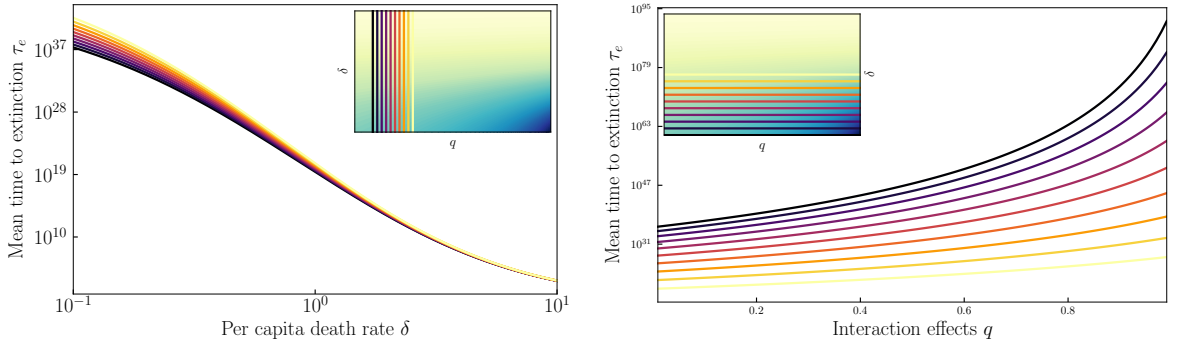 Mean time to extinction τ_e
10^37
10^28
10^19
10^10
10^−1
10^0
10^1
Per capita death rate δ
δ
q
Mean time to extinction τ_e
10^95
10^79
10^63
10^47
10^31
0.2
0.4
0.6
0.8
Interaction effects q
δ
q